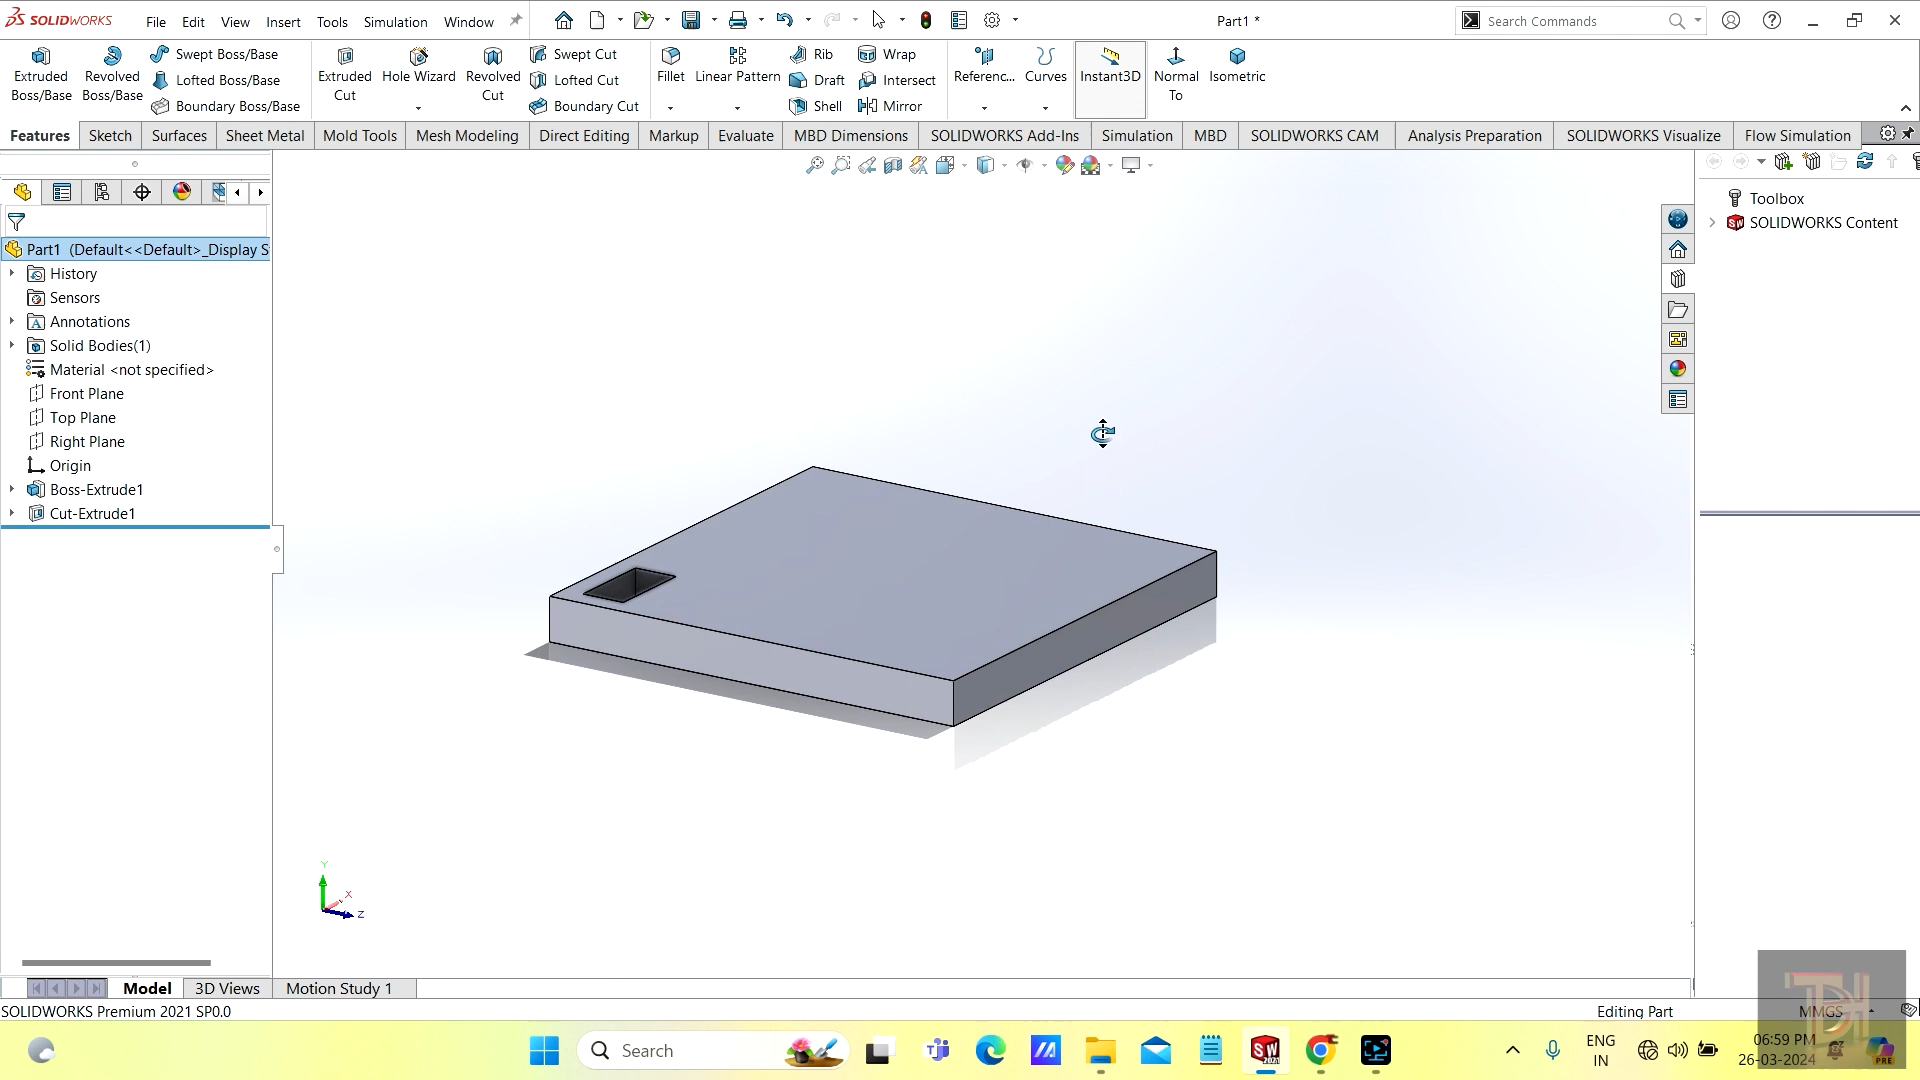 SOLIDWORKS File Edit View Insert Tools Simulation Window Part1 * Search Commands
Extruded Boss/Base
Revolved Boss/Base
Swept Boss/Base
Lofted Boss/Base
Boundary Boss/Base
Extruded Cut
Hole Wizard
Revolved Cut
Swept Cut
Lofted Cut
Boundary Cut
Fillet
Linear Pattern
Rib
Draft
Shell
Wrap
Intersect
Mirror
Referenc...
Curves
Instant3D
Normal To
Isometric
Features Sketch Surfaces Sheet Metal Mold Tools Mesh Modeling Direct Editing Markup Evaluate MBD Dimensions SOLIDWORKS Add-Ins Simulation MBD SOLIDWORKS CAM Analysis Preparation SOLIDWORKS Visualize Flow Simulation
Part1 (Default<<Default>_Display S
History
Sensors
Annotations
Solid Bodies(1)
Material <not specified>
Front Plane
Top Plane
Right Plane
Origin
Boss-Extrude1
Cut-Extrude1
Toolbox
SOLIDWORKS Content
Y
X
Z
Model 3D Views Motion Study 1
SOLIDWORKS Premium 2021 SP0.0 Editing Part MMGS
Search
ENG
IN
06:59 PM
26-03-2024